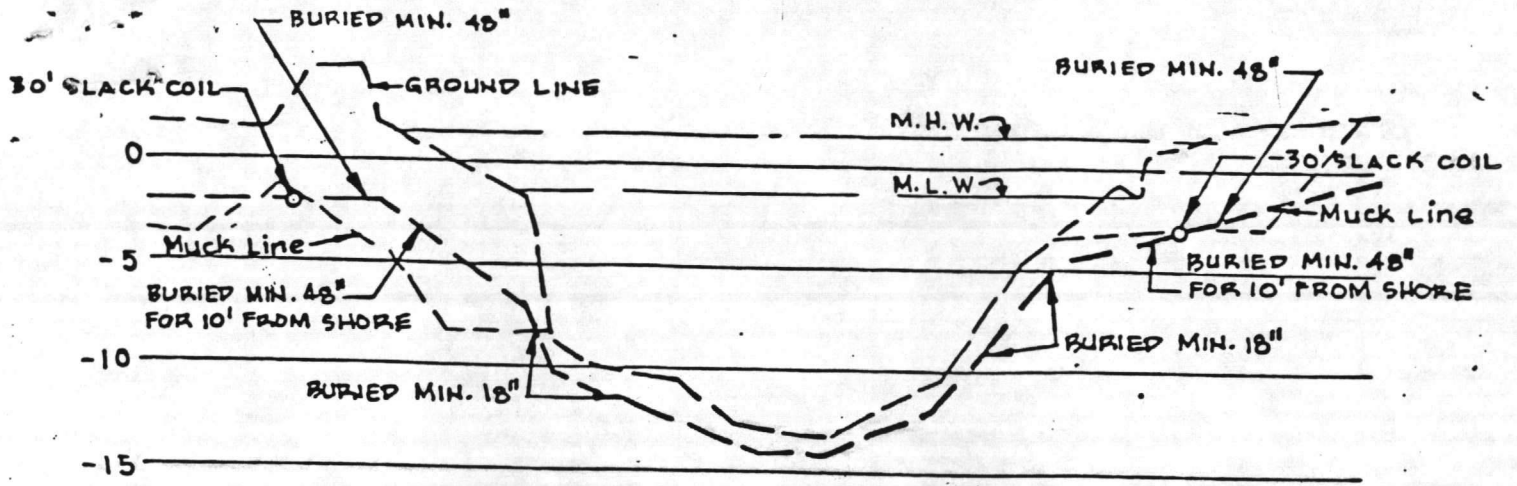 BURIED MIN. 48"
30' SLACK COIL
GROUND LINE
BURIED MIN. 48"
M.H.W.
0
30' SLACK COIL
M.L.W.
Muck Line
Muck Line
-5
BURIED MIN. 48"
FOR 10' FROM SHORE
BURIED MIN. 48"
FOR 10' FROM SHORE
-10
BURIED MIN. 18"
BURIED MIN. 18"
-15